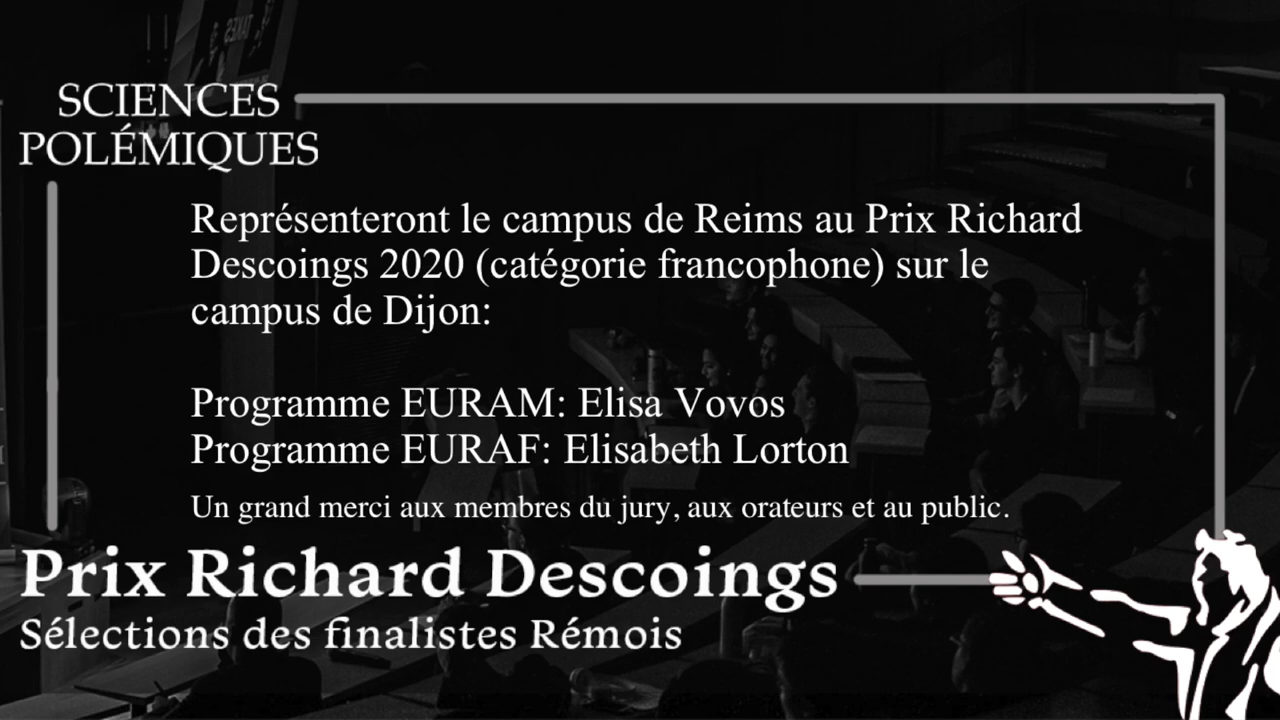 SCIENCES
POLÉMIQUES
Représenteront le campus de Reims au Prix Richard
Descoings 2020 (catégorie francophone) sur le
campus de Dijon:
Programme EURAM: Elisa Vovos
Programme EURAF: Elisabeth Lorton
Un grand merci aux membres du jury, aux orateurs et au public.
Prix Richard Descoings
Sélections des finalistes Rémois